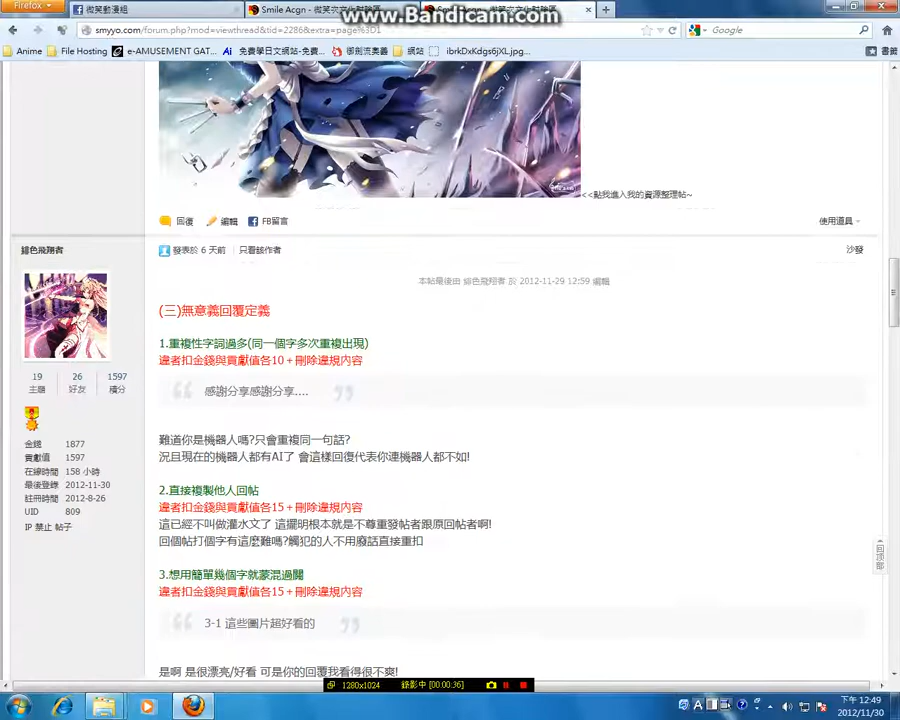 Firefox
微笑動漫組
Smile Acgn - 微笑次文化討論區
www.Bandicam.com
smyyo.com/forum.php?mod=viewthread&tid=2286&extra=page%3D1
Google
Anime
File Hosting
e-AMUSEMENT GAT...
免費學日文網站-免費...
御劍流奧義
網站
ibrkDxKdgs6jXL.jpg...
書籤
<<點我進入我的資源整理帖~
回復
編輯
FB留言
使用道具
緋色飛翔者
發表於 6 天前
只看該作者
沙發
本帖最後由 緋色飛翔者 於 2012-11-29 12:59 編輯
(三)無意義回覆定義
1.重複性字詞過多(同一個字多次重複出現)
違者扣金錢與貢獻值各10＋刪除違規內容
感謝分享感謝分享....
19
26
1597
主題
好友
積分
難道你是機器人嗎?只會重複同一句話?
況且現在的機器人都有AI了 會這樣回復代表你連機器人都不如!
金錢 1877
貢獻值 1597
在線時間 158 小時
最後登錄 2012-11-30
註冊時間 2012-8-26
UID 809
IP 禁止 帖子
2.直接複製他人回帖
違者扣金錢與貢獻值各15＋刪除違規內容
這已經不叫做灌水文了 這擺明根本就是不尊重發帖者跟原回帖者啊!
回個帖打個字有這麼難嗎?觸犯的人不用廢話直接重扣
回頂部
3.想用簡單幾個字就蒙混過關
違者扣金錢與貢獻值各15＋刪除違規內容
3-1 這些圖片超好看的
是啊 是很漂亮/好看 可是你的回覆我看得很不爽!
1280x1024
錄影中 [00:00:36]
下午 12:49
2012/11/30